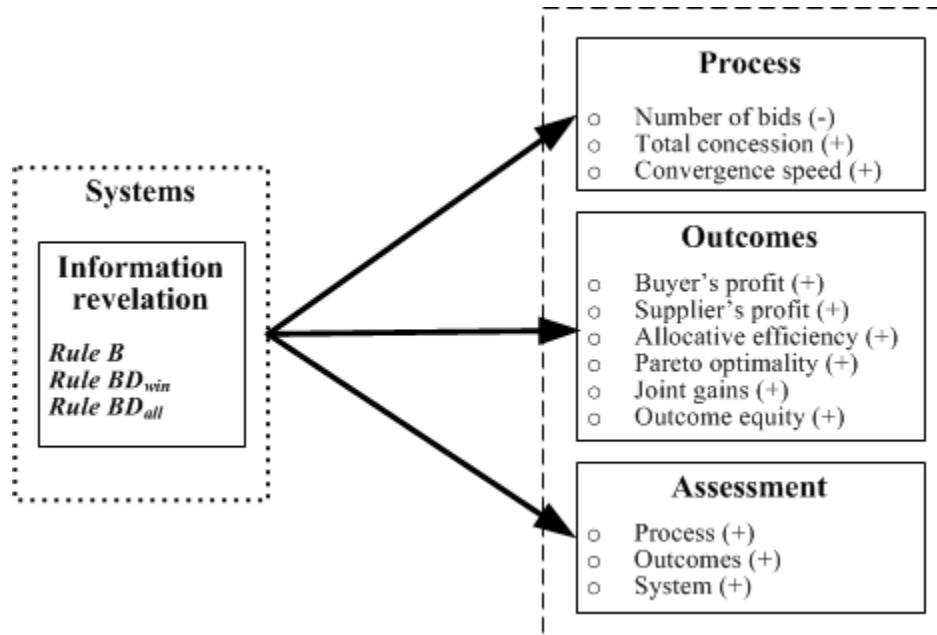 Systems
Information
revelation
Rule B
Rule BDwin
Rule BDall
Process
○ Number of bids (-)
○ Total concession (+)
○ Convergence speed (+)
Outcomes
○ Buyer's profit (+)
○ Supplier's profit (+)
○ Allocative efficiency (+)
○ Pareto optimality (+)
○ Joint gains (+)
○ Outcome equity (+)
Assessment
○ Process (+)
○ Outcomes (+)
○ System (+)